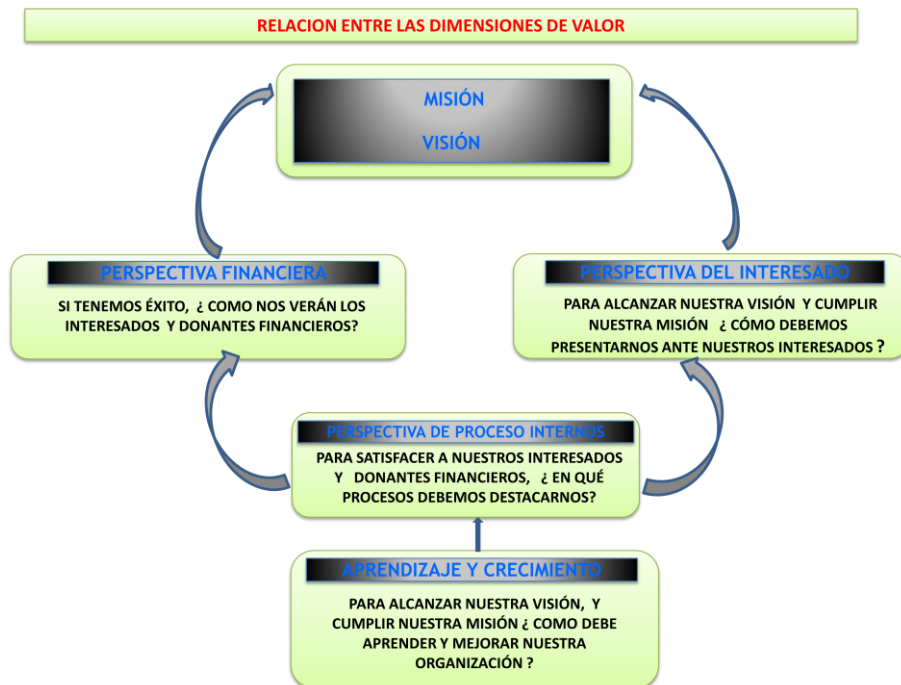 RELACION ENTRE LAS DIMENSIONES DE VALOR
MISIÓN
VISIÓN
PERSPECTIVA FINANCIERA
SI TENEMOS ÉXITO, ¿ COMO NOS VERÁN LOS
INTERESADOS Y DONANTES FINANCIEROS?
PERSPECTIVA DEL INTERESADO
PARA ALCANZAR NUESTRA VISIÓN Y CUMPLIR
NUESTRA MISIÓN ¿ CÓMO DEBEMOS
PRESENTARNOS ANTE NUESTROS INTERESADOS ?
PERSPECTIVA DE PROCESO INTERNOS
PARA SATISFACER A NUESTROS INTERESADOS
Y DONANTES FINANCIEROS, ¿ EN QUÉ
PROCESOS DEBEMOS DESTACARNOS?
APRENDIZAJE Y CRECIMIENTO
PARA ALCANZAR NUESTRA VISIÓN, Y
CUMPLIR NUESTRA MISIÓN ¿ COMO DEBE
APRENDER Y MEJORAR NUESTRA
ORGANIZACIÓN ?